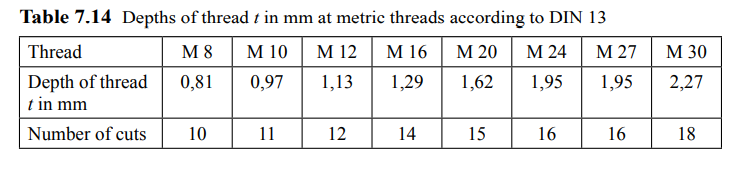 Table 7.14 Depths of thread t in mm at metric threads according to DIN 13
Thread M 8 M 10 M 12 M 16 M 20 M 24 M 27 M 30
Depth of thread 0,81 0,97 1,13 1,29 1,62 1,95 1,95 2,27
t in mm
Number of cuts 10 11 12 14 15 16 16 18